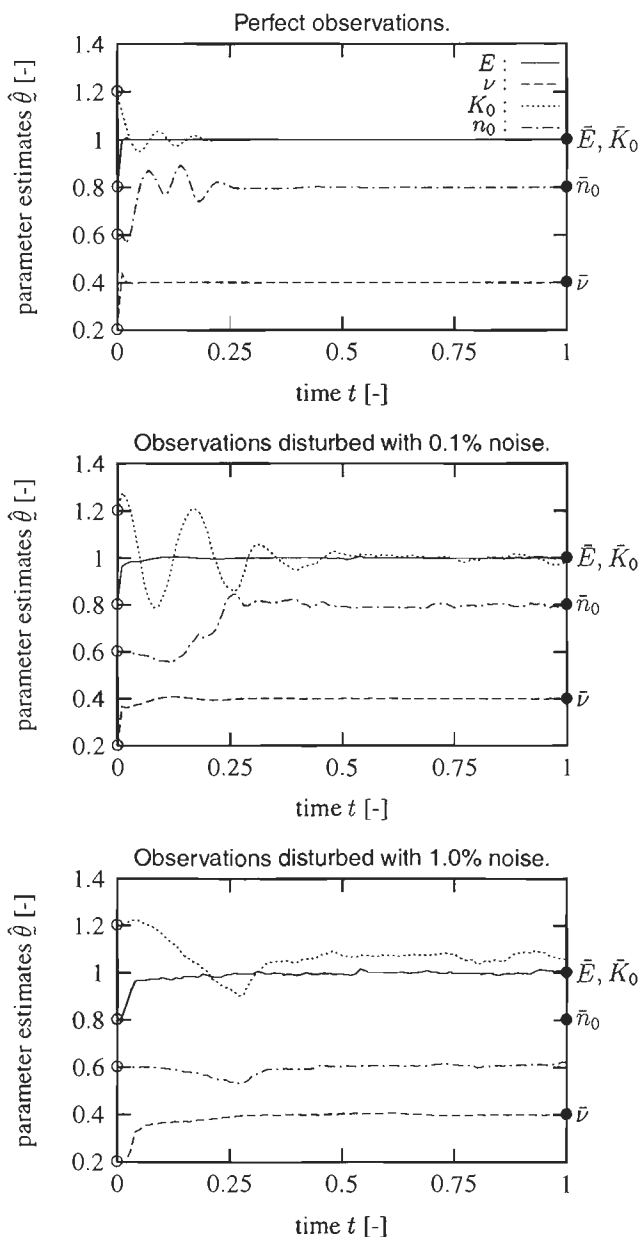 Perfect observations.
parameter estimates θ̂ [-]
1.4
1.2
1
0.8
0.6
0.4
0.2
E :
ν :
K₀ :
n₀ :
Ē, K̄₀
n̄₀
ν̄
0 0.25 0.5 0.75 1
time t [-]
Observations disturbed with 0.1% noise.
parameter estimates θ̂ [-]
1.4
1.2
1
0.8
0.6
0.4
0.2
Ē, K̄₀
n̄₀
ν̄
0 0.25 0.5 0.75 1
time t [-]
Observations disturbed with 1.0% noise.
parameter estimates θ̂ [-]
1.4
1.2
1
0.8
0.6
0.4
0.2
Ē, K̄₀
n̄₀
ν̄
0 0.25 0.5 0.75 1
time t [-]